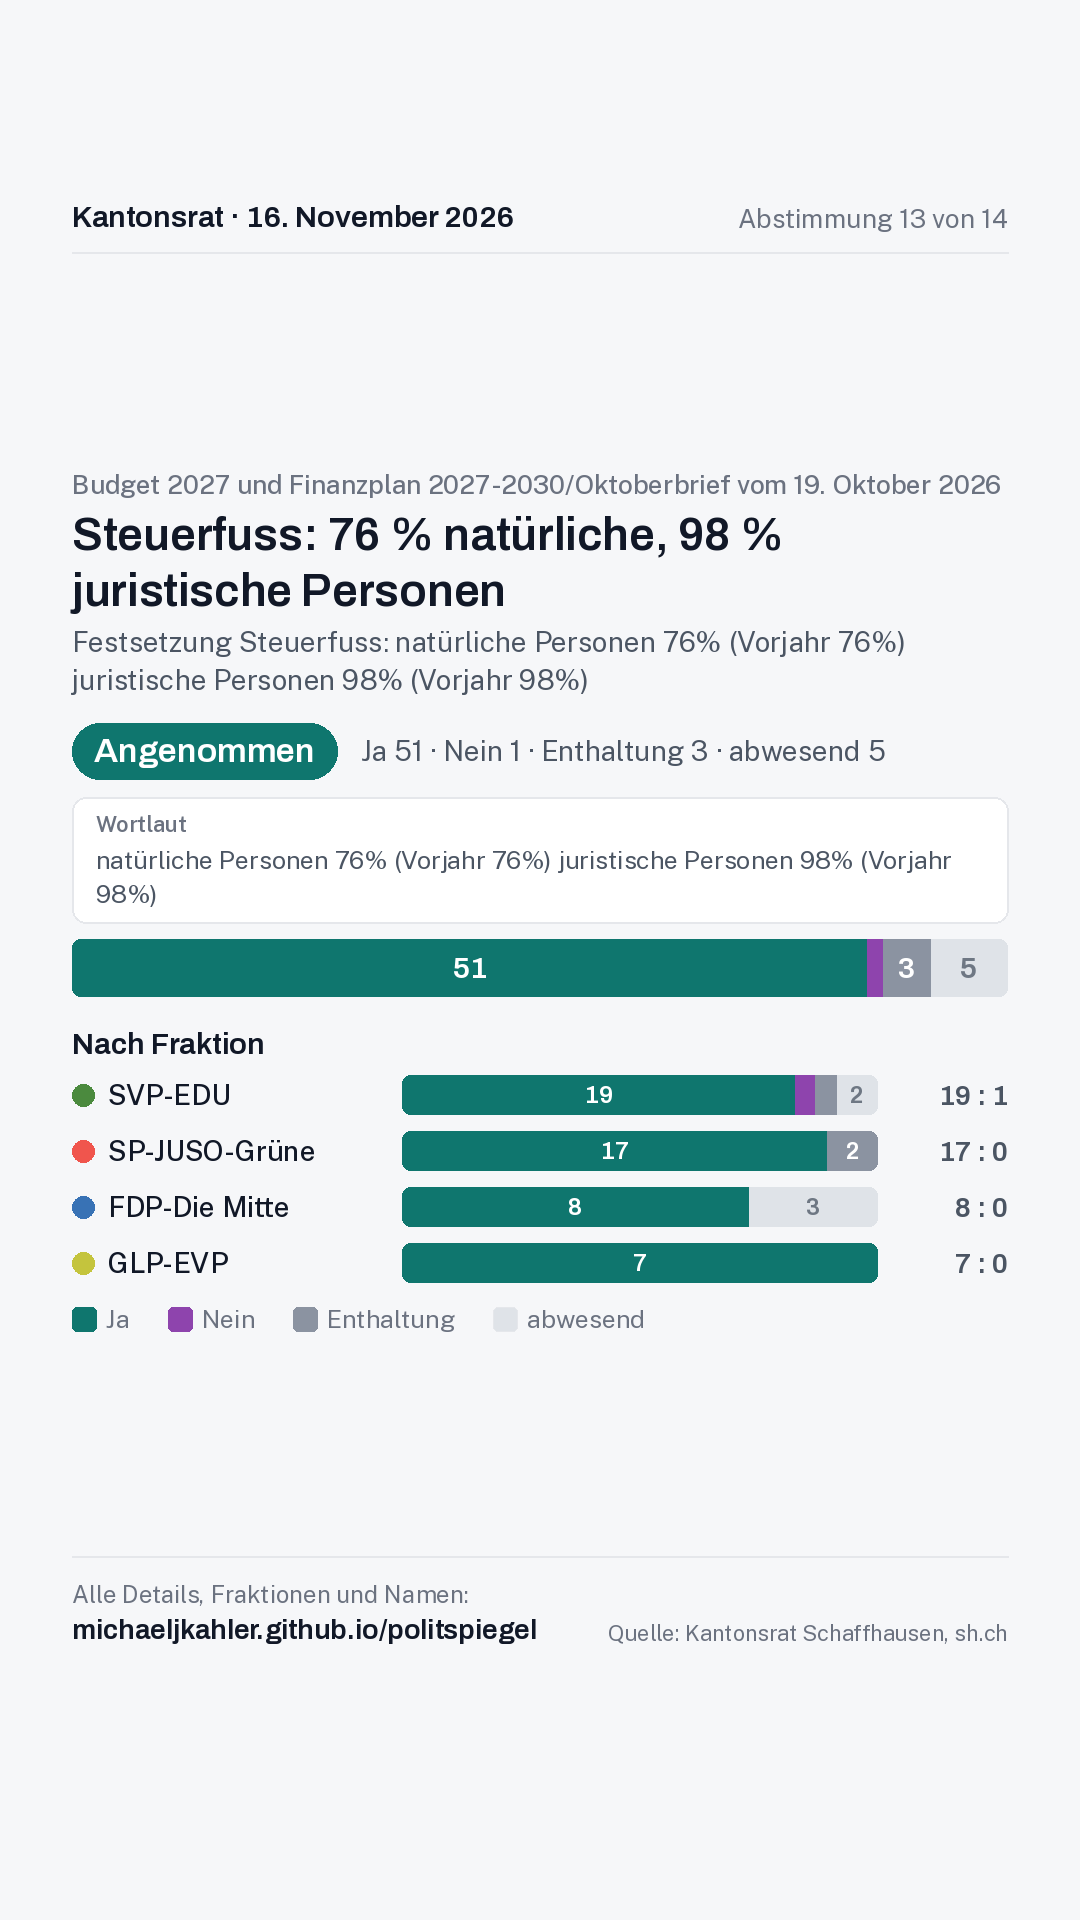 Kantonsrat · 16. November 2026
Abstimmung 13 von 14
Budget 2027 und Finanzplan 2027-2030/Oktoberbrief vom 19. Oktober 2026
Steuerfuss: 76 % natürliche, 98 %
juristische Personen
Festsetzung Steuerfuss: natürliche Personen 76% (Vorjahr 76%)
juristische Personen 98% (Vorjahr 98%)
Angenommen
Ja 51 · Nein 1 · Enthaltung 3 · abwesend 5
Wortlaut
natürliche Personen 76% (Vorjahr 76%) juristische Personen 98% (Vorjahr
98%)
51 3 5
Nach Fraktion
SVP-EDU 19 2 19 : 1
SP-JUSO-Grüne 17 2 17 : 0
FDP-Die Mitte 8 3 8 : 0
GLP-EVP 7 7 : 0
Ja Nein Enthaltung abwesend
Alle Details, Fraktionen und Namen:
michaeljkahler.github.io/politspiegel
Quelle: Kantonsrat Schaffhausen, sh.ch